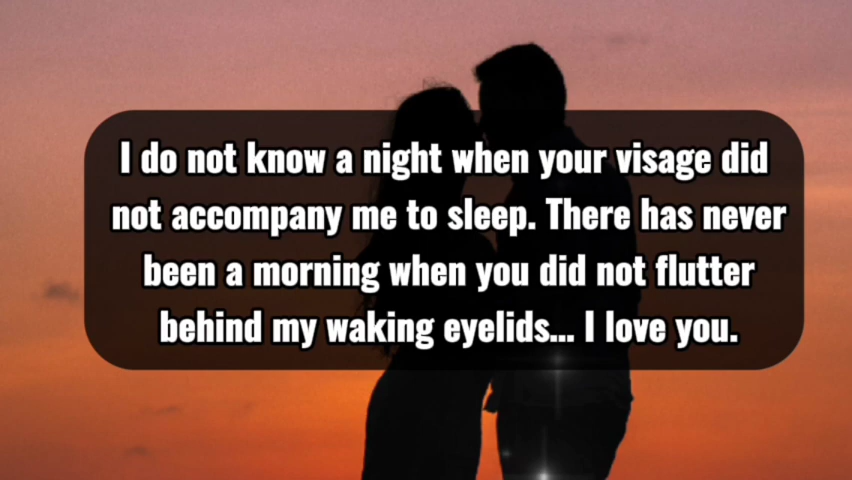 I do not know a night when your visage did
not accompany me to sleep. There has never
been a morning when you did not flutter
behind my waking eyelids... I love you.